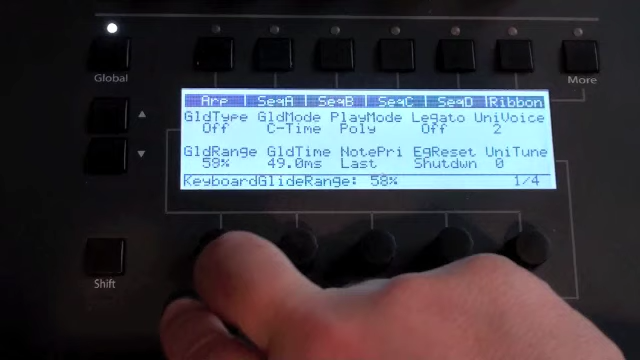 Global
More
Arp SeqA SeqB SeqC SeqD Ribbon
GldType GldMode PlayMode Legato UniVoice
Off C-Time Poly Off 2
GldRange GldTime NotePri EgReset UniTune
59% 49.0ms Last Shutdwn 0
KeyboardGlideRange: 58% 1/4
Shift